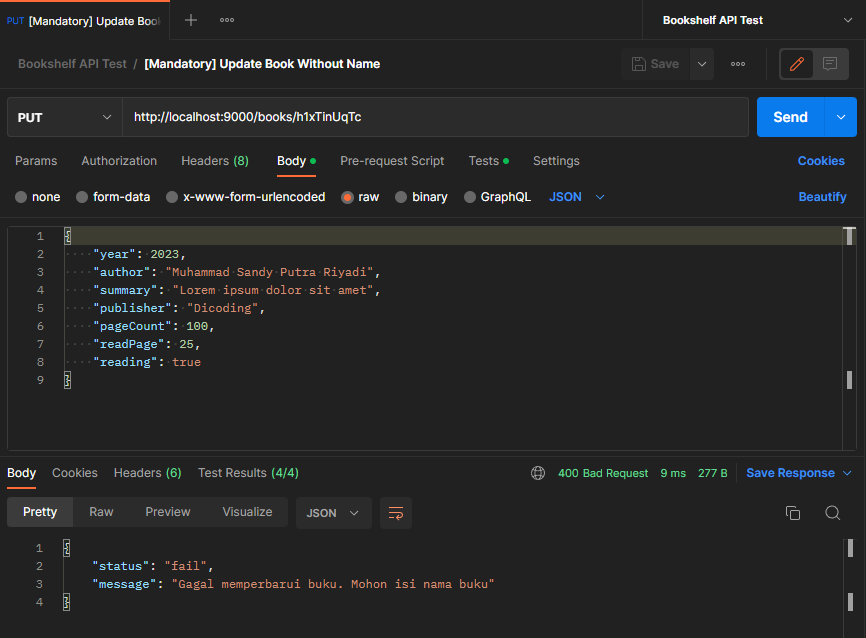 PUT [Mandatory] Update Bool
Bookshelf API Test
Bookshelf API Test / [Mandatory] Update Book Without Name
Save
PUT http://localhost:9000/books/h1xTinUqTc Send
Params Authorization Headers (8) Body Pre-request Script Tests Settings Cookies
none form-data x-www-form-urlencoded raw binary GraphQL JSON Beautify
1 {
2 "year": 2023,
3 "author": "Muhammad Sandy Putra Riyadi",
4 "summary": "Lorem ipsum dolor sit amet",
5 "publisher": "Dicoding",
6 "pageCount": 100,
7 "readPage": 25,
8 "reading": true
9 }
Body Cookies Headers (6) Test Results (4/4) 400 Bad Request 9 ms 277 B Save Response
Pretty Raw Preview Visualize JSON
1 {
2 "status": "fail",
3 "message": "Gagal memperbarui buku. Mohon isi nama buku"
4 }